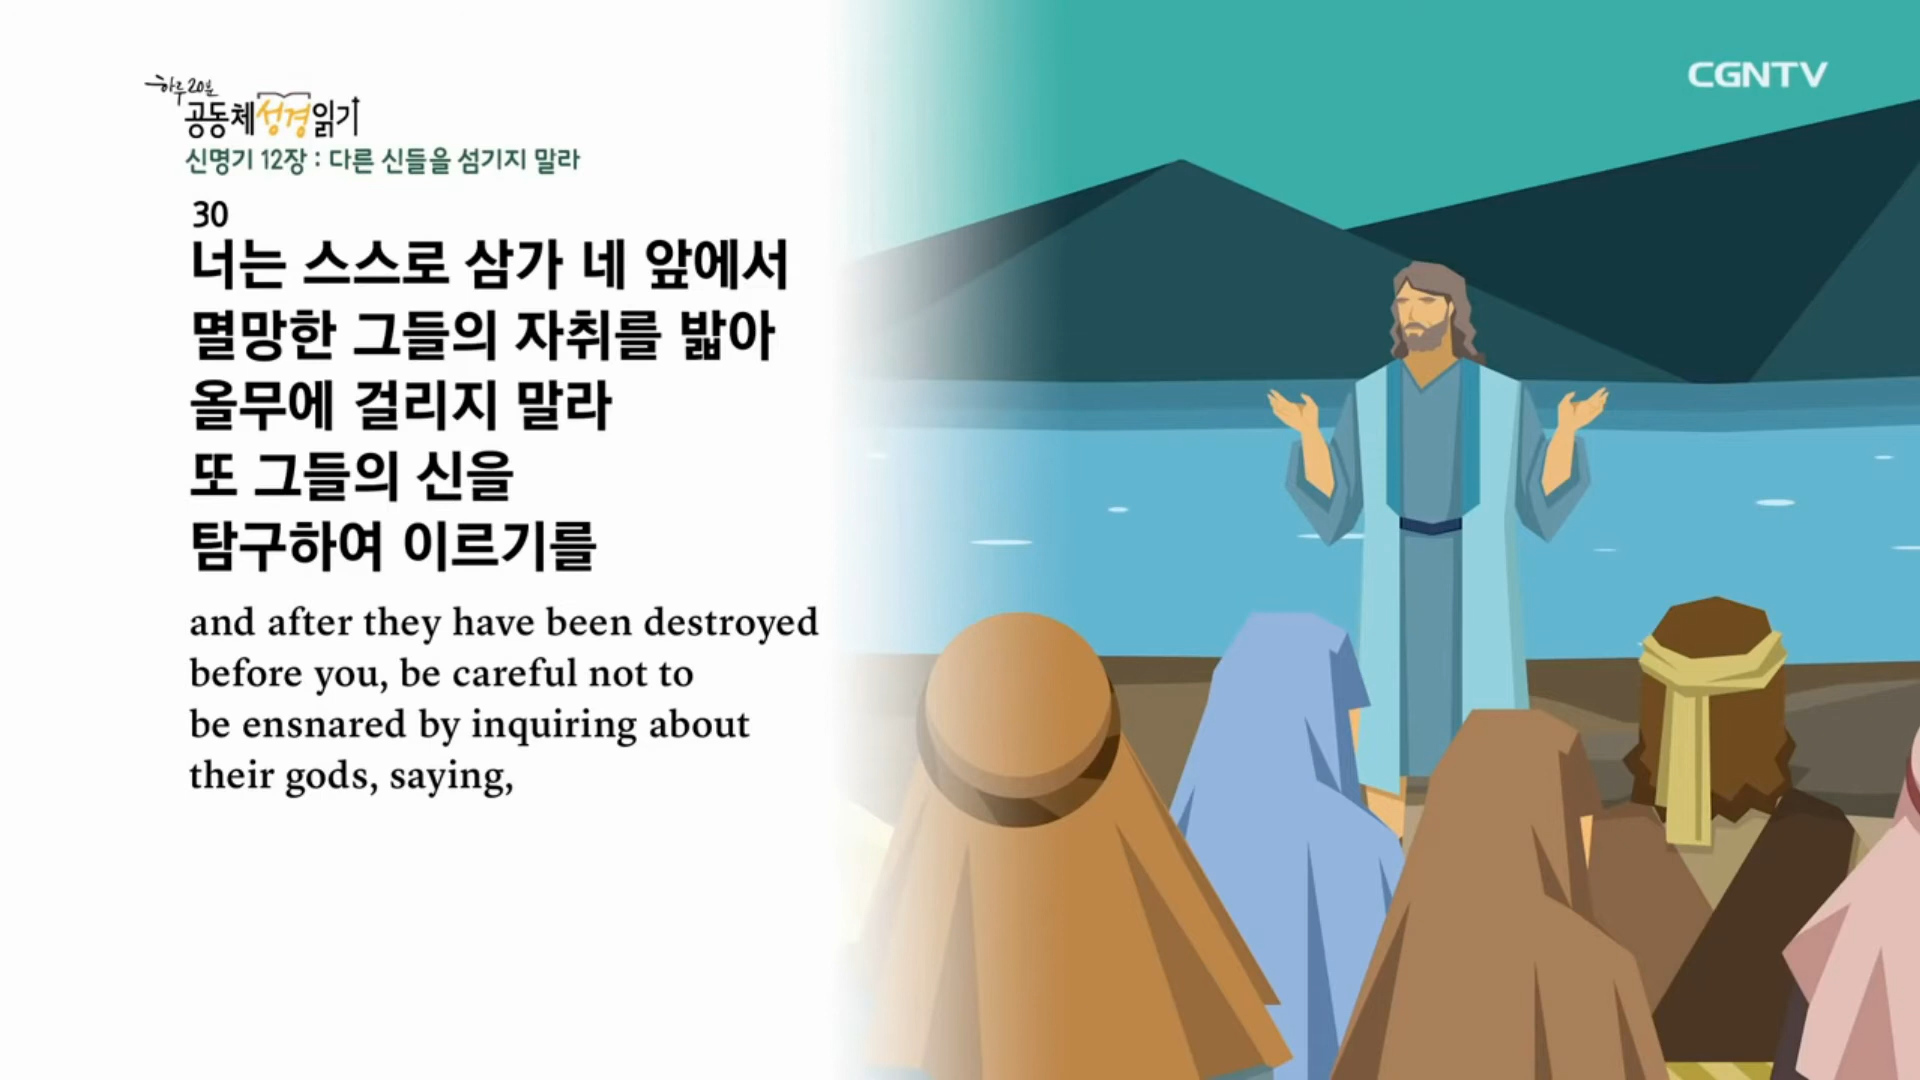 하루 20분
공동체성경읽기
CGNTV
신명기 12장 : 다른 신들을 섬기지 말라
30
너는 스스로 삼가 네 앞에서
멸망한 그들의 자취를 밟아
올무에 걸리지 말라
또 그들의 신을
탐구하여 이르기를
and after they have been destroyed
before you, be careful not to
be ensnared by inquiring about
their gods, saying,